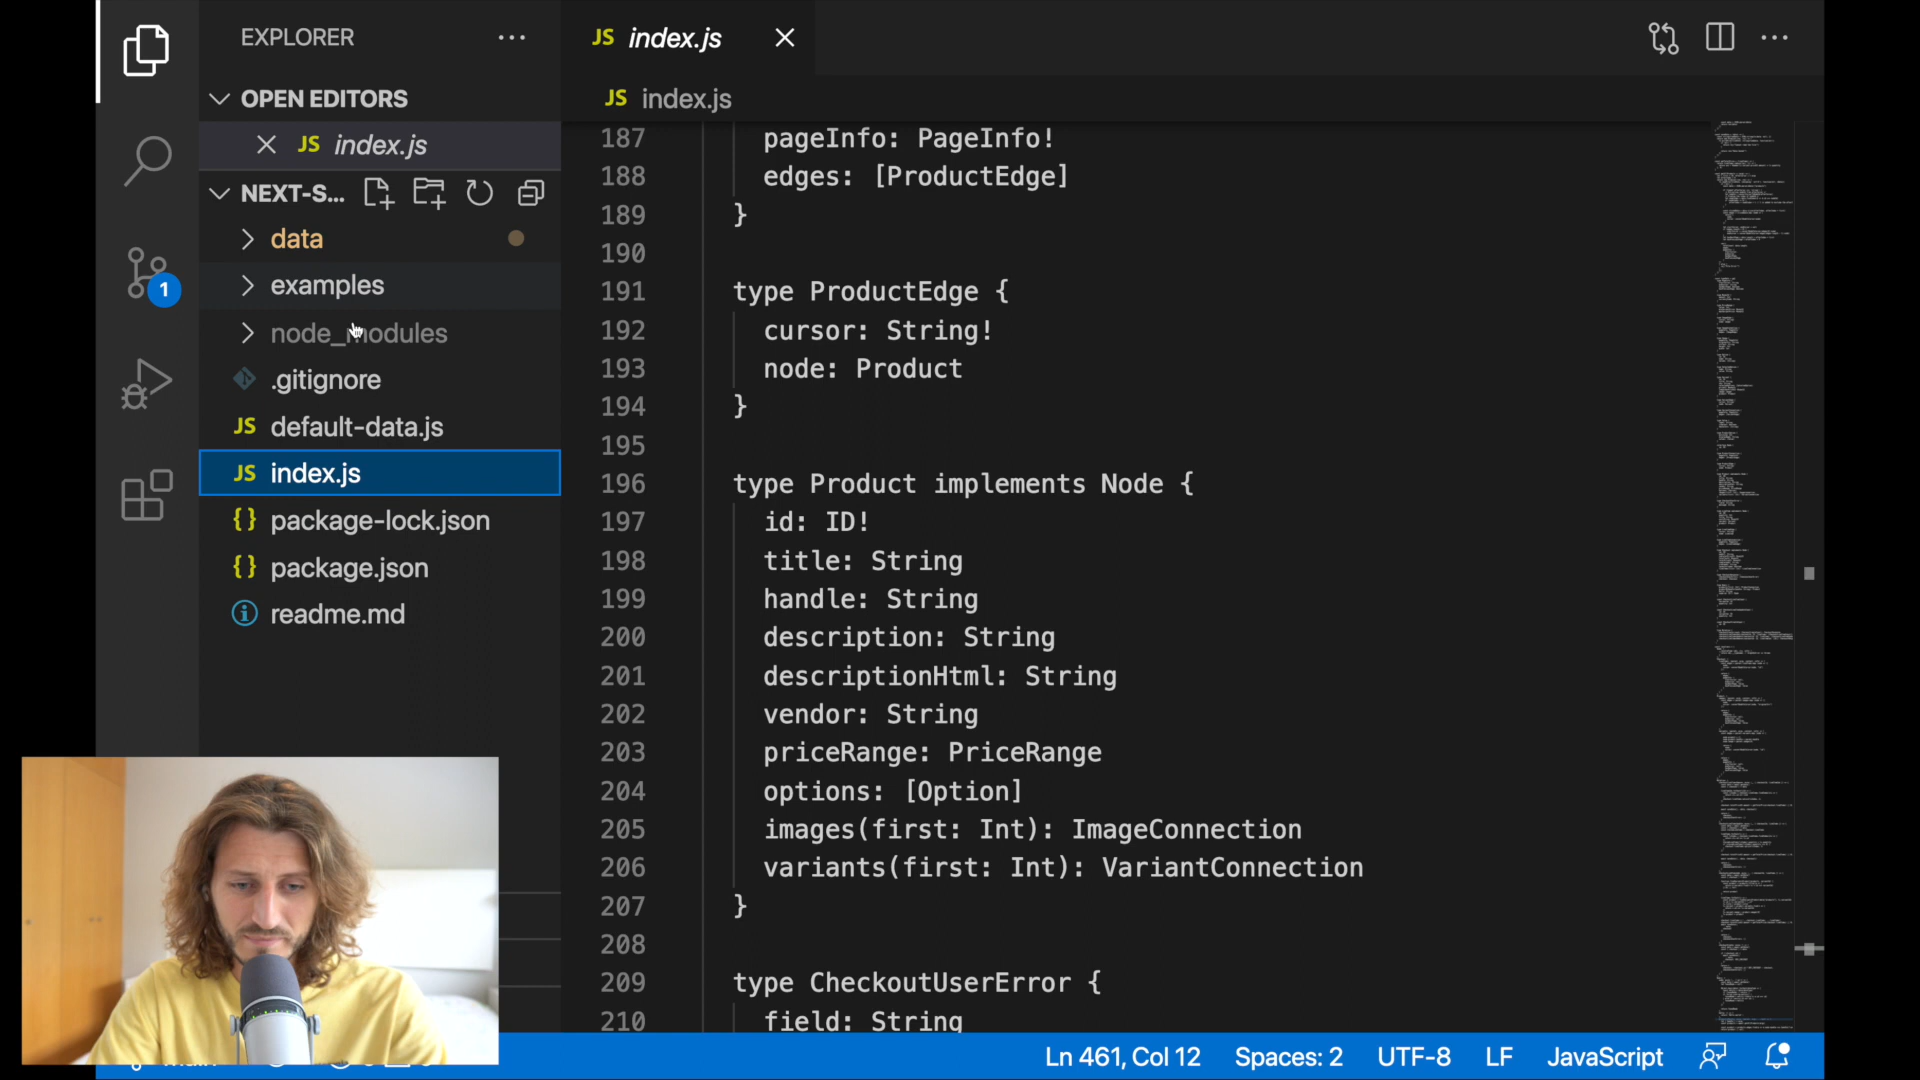 EXPLORER
OPEN EDITORS
JS index.js
NEXT-S...
data
examples
node_modules
.gitignore
JS default-data.js
JS index.js
{} package-lock.json
{} package.json
readme.md
1
JS index.js
JS index.js
187 pageInfo: PageInfo!
188 edges: [ProductEdge]
189 }
190
191 type ProductEdge {
192 cursor: String!
193 node: Product
194 }
195
196 type Product implements Node {
197 id: ID!
198 title: String
199 handle: String
200 description: String
201 descriptionHtml: String
202 vendor: String
203 priceRange: PriceRange
204 options: [Option]
205 images(first: Int): ImageConnection
206 variants(first: Int): VariantConnection
207 }
208
209 type CheckoutUserError {
210 field: String
Ln 461, Col 12 Spaces: 2 UTF-8 LF JavaScript